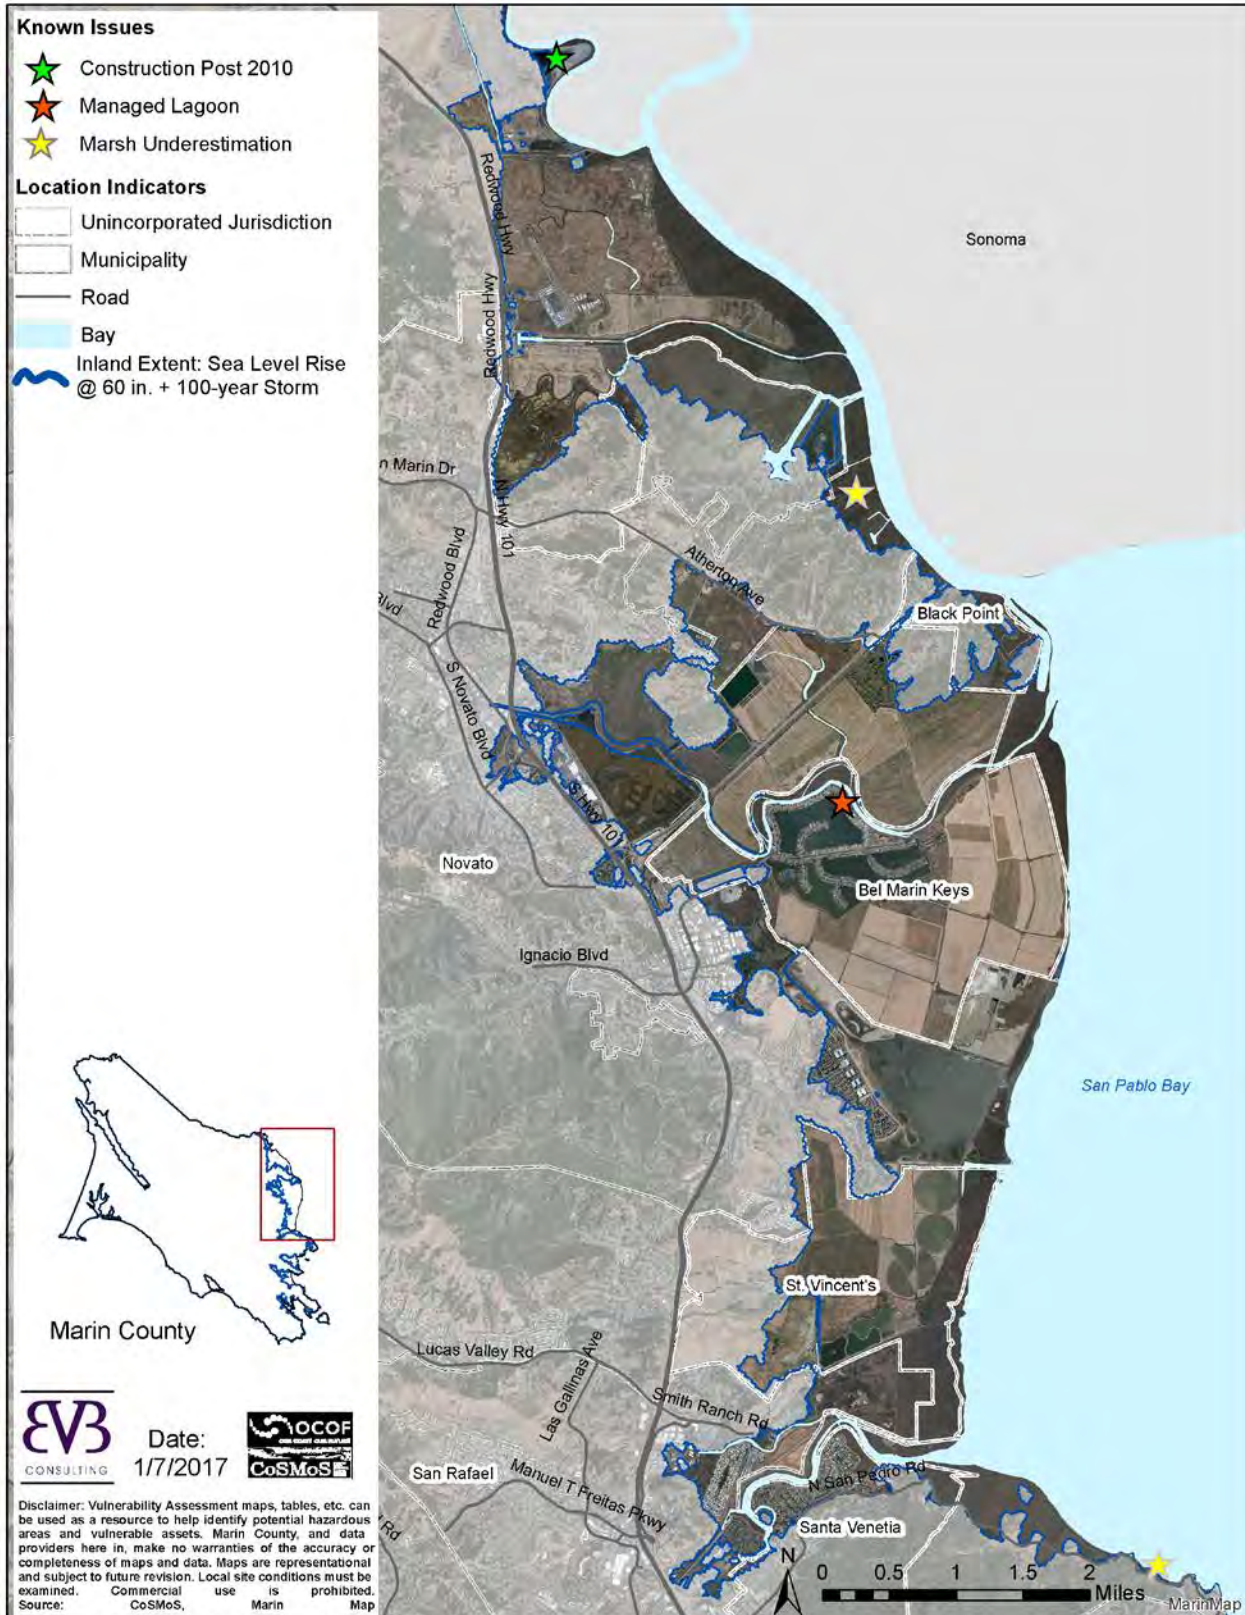 Known Issues
Construction Post 2010
Managed Lagoon
Marsh Underestimation
Location Indicators
Unincorporated Jurisdiction
Municipality
Road
Bay
Inland Extent: Sea Level Rise
@ 60 in. + 100-year Storm
Sonoma
Redwood Hwy
Redwood Hwy
n Marin Dr
N Hwy 101
Redwood Blvd
Blvd
Atherton Ave
Black Point
S Novato Blvd
S Hwy 101
Novato
Bel Marin Keys
Ignacio Blvd
San Pablo Bay
St. Vincent's
Lucas Valley Rd
Las Gallinas Ave
Smith Ranch Rd
San Rafael
Manuel T Freitas Pkwy
N San Pedro Rd
Santa Venetia
y Rd
N
0 0.5 1 1.5 2
Miles
MarinMap
Marin County
EVB
CONSULTING
Date:
1/7/2017
OCOF
CoSMoS
Disclaimer: Vulnerability Assessment maps, tables, etc. can
be used as a resource to help identify potential hazardous
areas and vulnerable assets. Marin County, and data
providers here in, make no warranties of the accuracy or
completeness of maps and data. Maps are representational
and subject to future revision. Local site conditions must be
examined. Commercial use is prohibited.
Source: CoSMoS, Marin Map